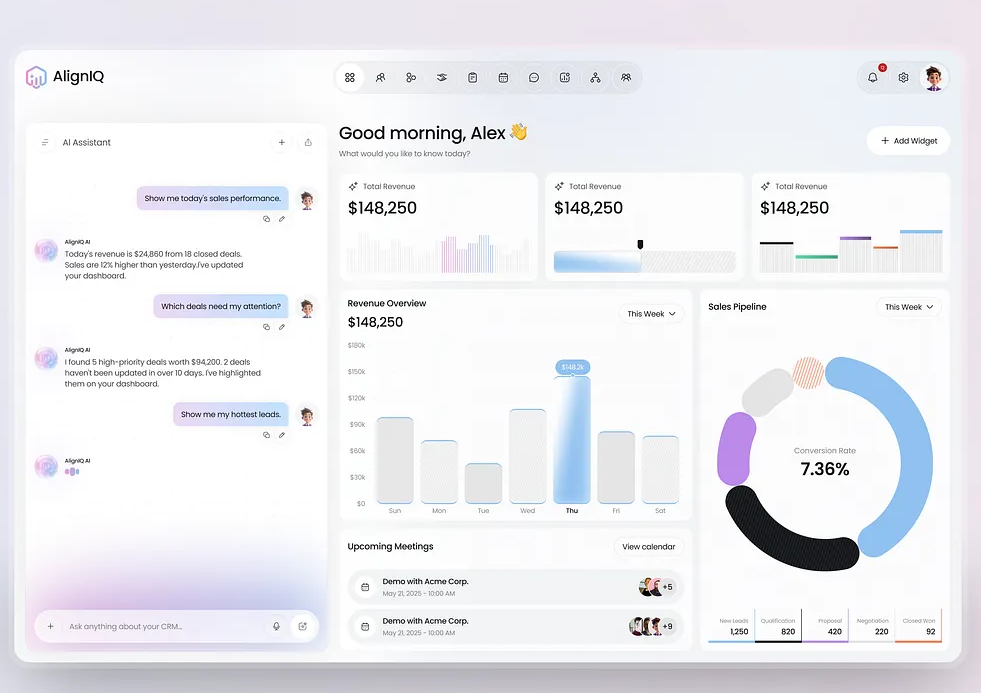 AlignIQ
AI Assistant
Show me today's sales performance.
AlignIQ AI
Today's revenue is $24,860 from 18 closed deals.
Sales are 12% higher than yesterday.I've updated
your dashboard.
Which deals need my attention?
AlignIQ AI
I found 5 high-priority deals worth $94,200. 2 deals
haven't been updated in over 10 days. I've highlighted
them on your dashboard.
Show me my hottest leads.
AlignIQ AI
Ask anything about your CRM...
Good morning, Alex 👋
What would you like to know today?
Add Widget
Total Revenue
$148,250
Total Revenue
$148,250
Total Revenue
$148,250
Revenue Overview
$148,250
This Week
$180k
$150k
$120k
$90k
$60k
$30k
$0
$148.2k
Sun
Mon
Tue
Wed
Thu
Fri
Sat
Upcoming Meetings
View calendar
Demo with Acme Corp.
May 21, 2025 - 10:00 AM
+5
Demo with Acme Corp.
May 21, 2025 - 10:00 AM
+9
Sales Pipeline
This Week
Conversion Rate
7.36%
New Leads
1,250
Qualification
820
Proposal
420
Negotiation
220
Closed Won
92